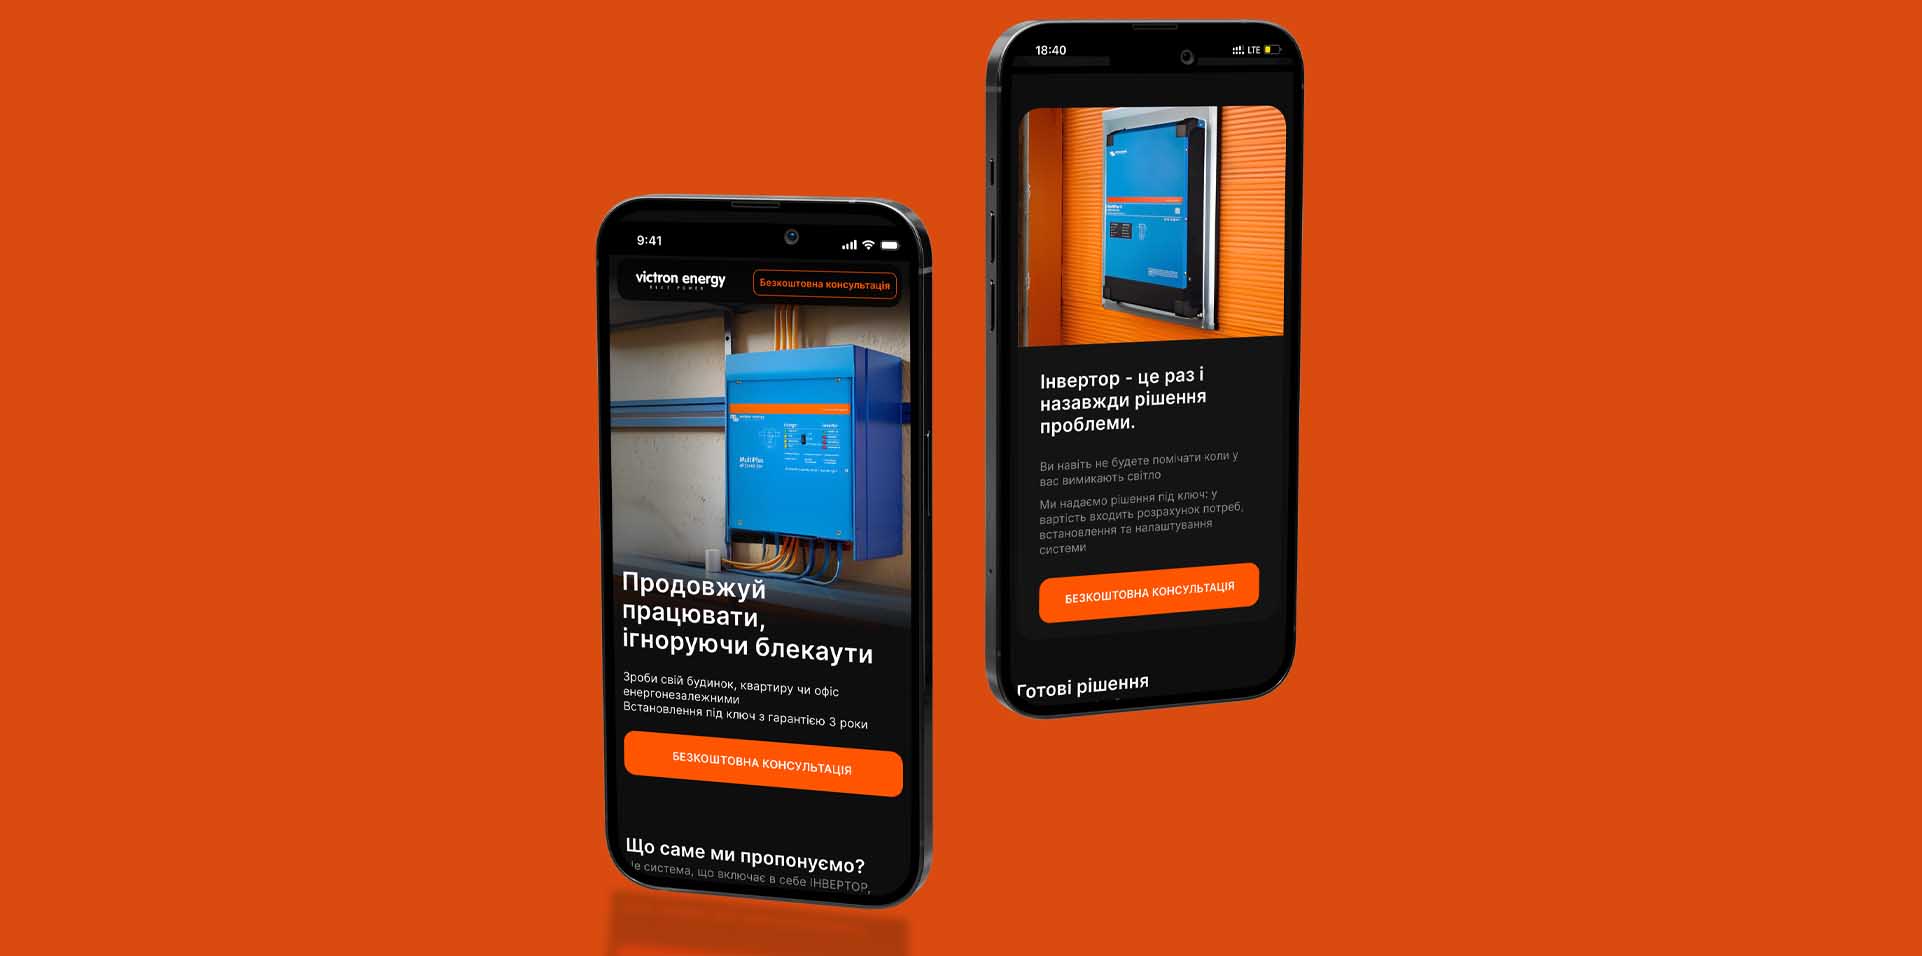 9:41
victron energy
BEST POWER
Безкоштовна консультація
MultiPlus
Продовжуй
працювати,
ігноруючи блекаути
Зроби свій будинок, квартиру чи офіс
енергонезалежними
Встановлення під ключ з гарантією 3 роки
БЕЗКОШТОВНА КОНСУЛЬТАЦІЯ
Що саме ми пропонуємо?
система, що включає в себе ІНВЕРТОР,
18:40
LTE
Інвертор - це раз і
назавжди рішення
проблеми.
Ви навіть не будете помічати коли у
вас вимикають світло
Ми надаємо рішення під ключ: у
вартість входить розрахунок потреб,
встановлення та налаштування
системи
БЕЗКОШТОВНА КОНСУЛЬТАЦІЯ
Готові рішення